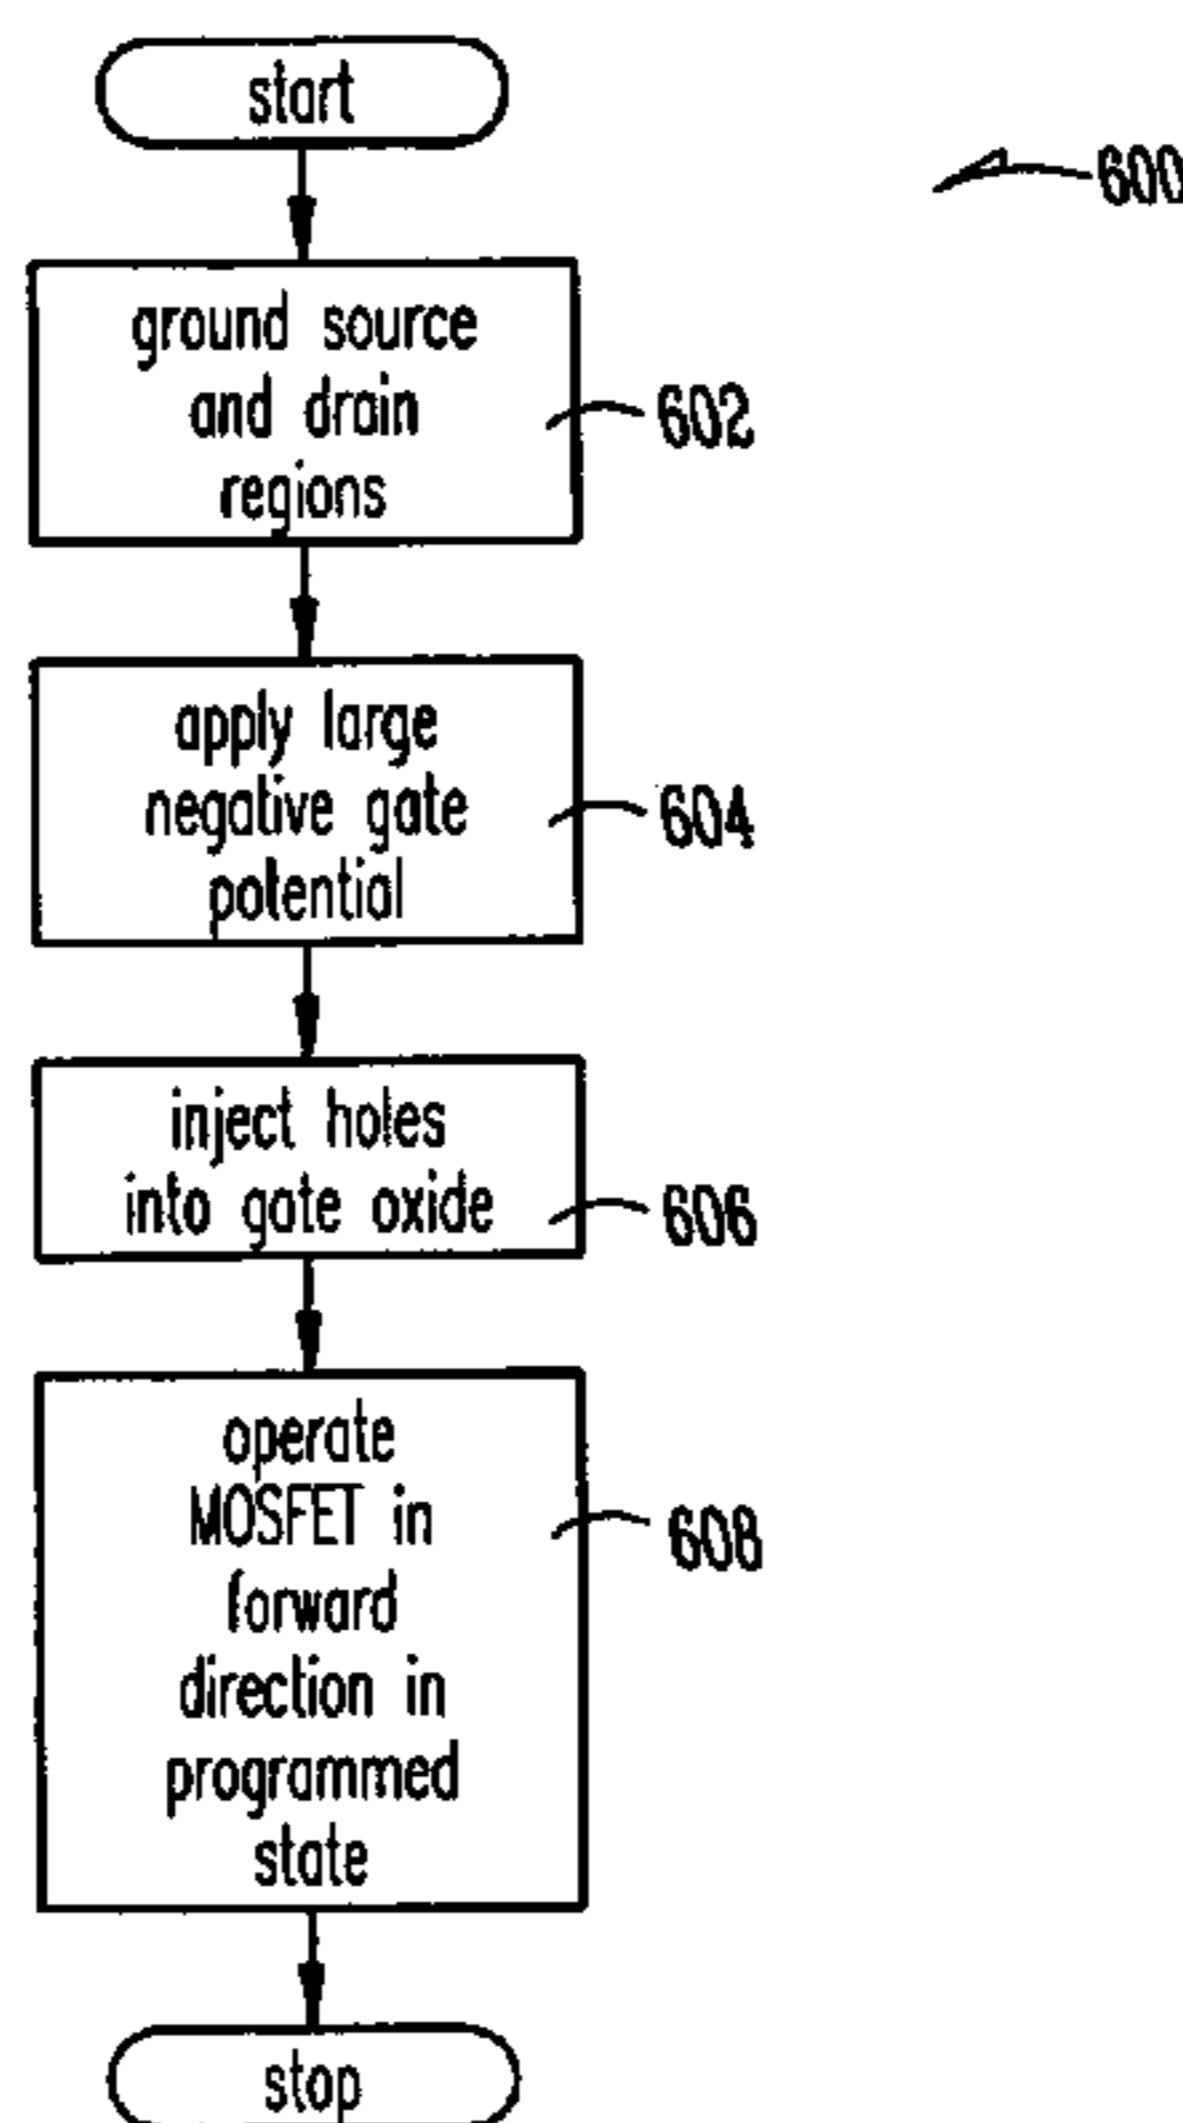 start
600
ground source
and drain
regions
602
apply large
negative gate
potential
604
inject holes
into gate oxide
606
operate
MOSFET in
forward
direction in
programmed
state
608
stop